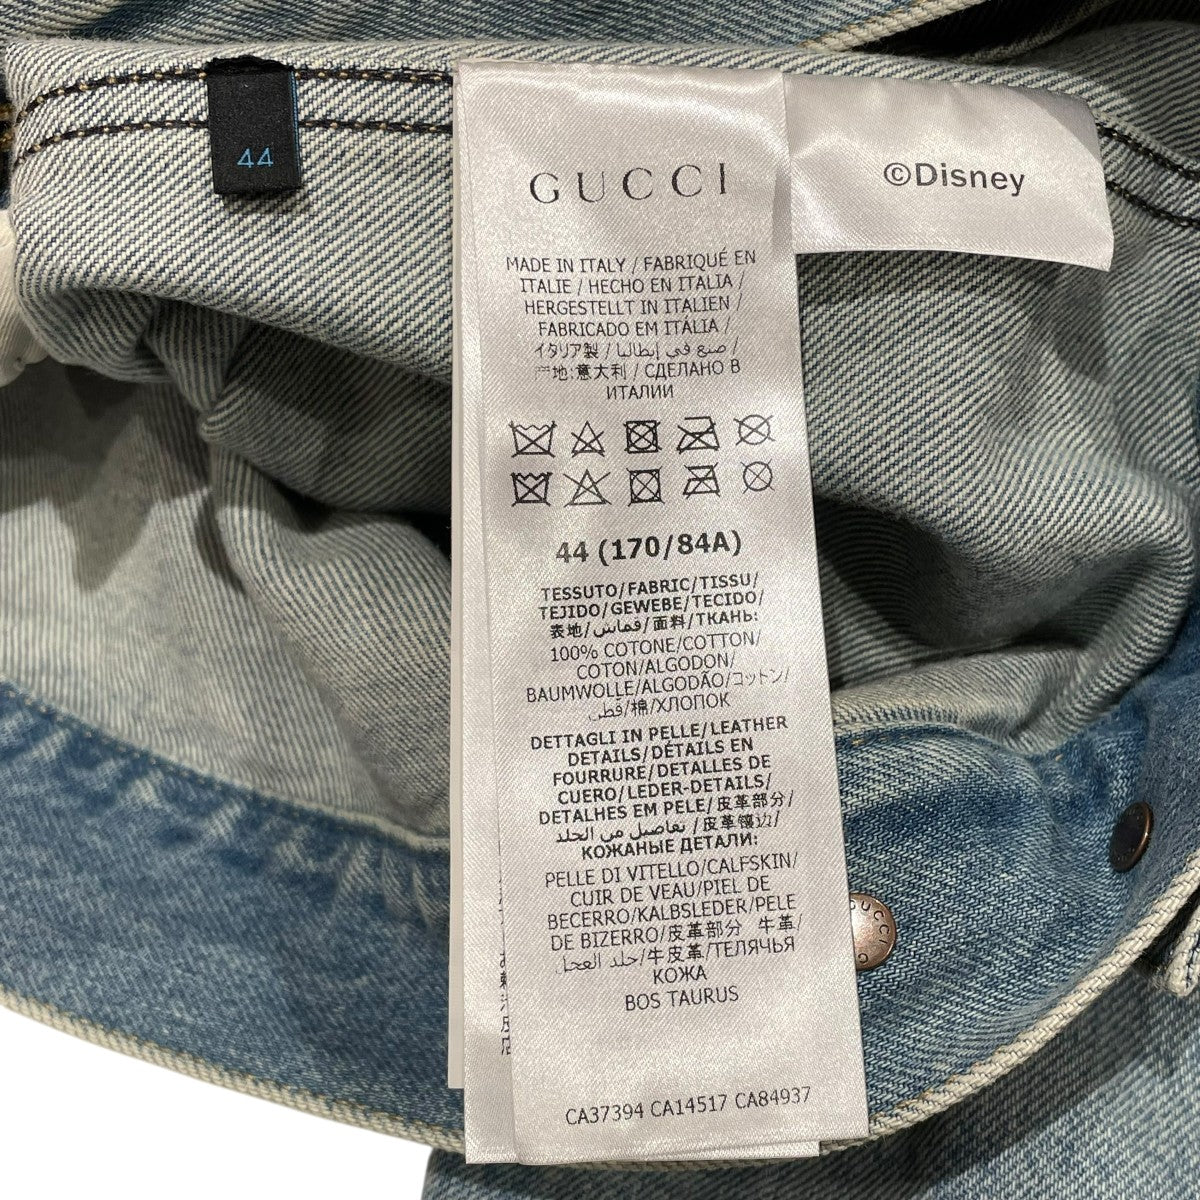 44
GUCCI
©Disney
MADE IN ITALY / FABRIQUÉ EN
ITALIE / HECHO EN ITALIA /
HERGESTELLT IN ITALIEN /
FABRICADO EM ITÁLIA /
イタリア製 / صنع في إيطاليا /
产地:意大利 / СДЕЛАНО В
ИТАЛИИ
44 (170/84A)
TESSUTO/FABRIC/TISSU/
TEJIDO/GEWEBE/TECIDO/
表地/قماش/面料/ТКАНЬ:
100% COTONE/COTTON/
COTON/ALGODON/
BAUMWOLLE/ALGODÃO/コットン/
قطن/棉/ХЛОПОК
DETTAGLI IN PELLE/LEATHER
DETAILS/DÉTAILS EN
FOURRURE/DETALLES DE
CUERO/LEDER-DETAILS/
DETALHES EM PELE/皮革部分/
تفاصيل من الجلد/皮革镶边/
КОЖАНЫЕ ДЕТАЛИ:
PELLE DI VITELLO/CALFSKIN/
CUIR DE VEAU/PIEL DE
BECERRO/KALBSLEDER/PELE
DE BIZERRO/皮革部分 牛革/
جلد العجل/牛皮革/ТЕЛЯЧЬЯ
КОЖА
BOS TAURUS
CA37394 CA14517 CA84937
GUCCI